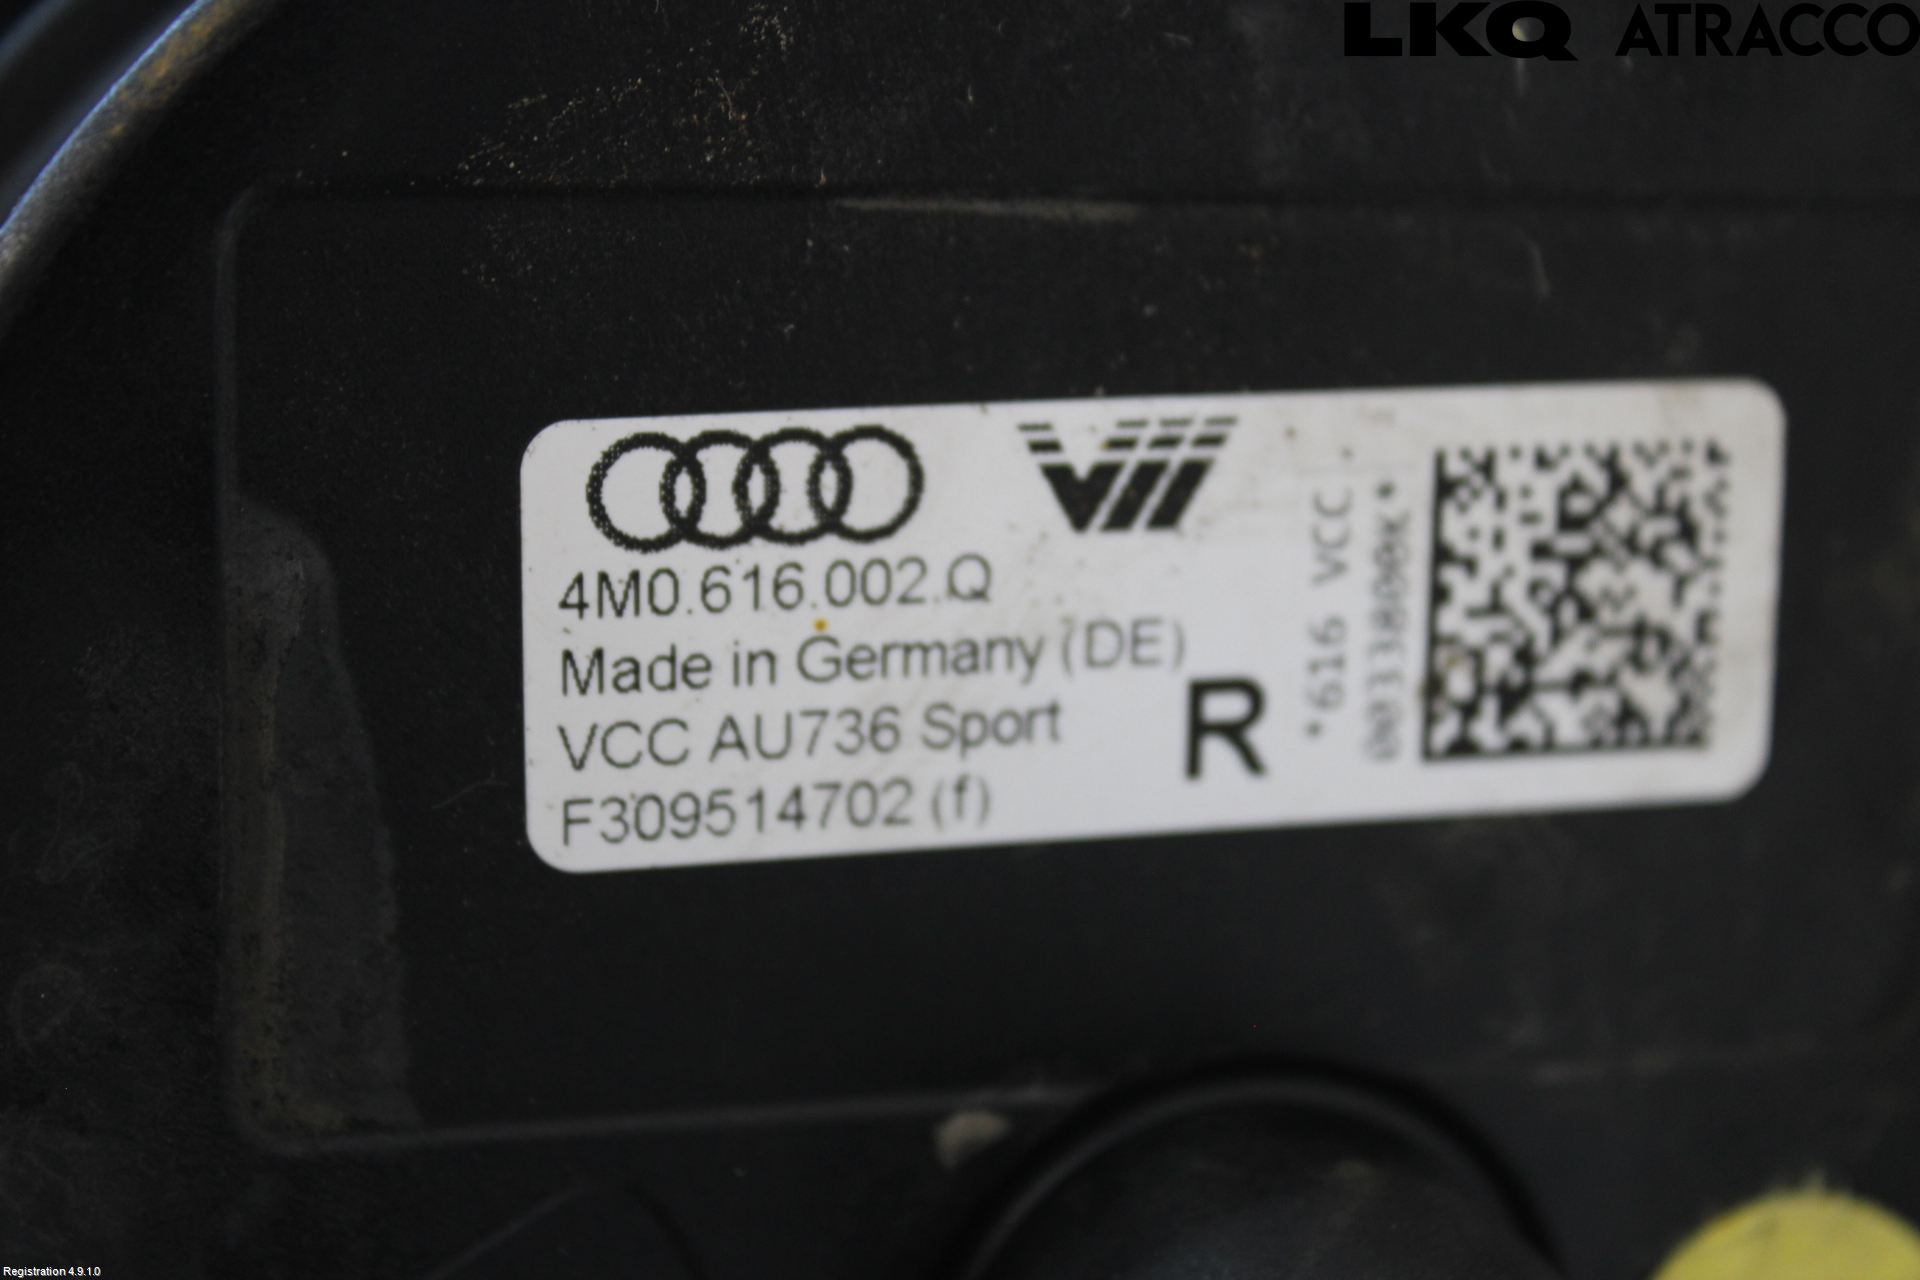 LKQ ATRACCO
4M0.616.002.Q
Made in Germany (DE)
VCC AU736 Sport
F309514702 (f)
R
*616 VCC
Registration 4.9.1.0